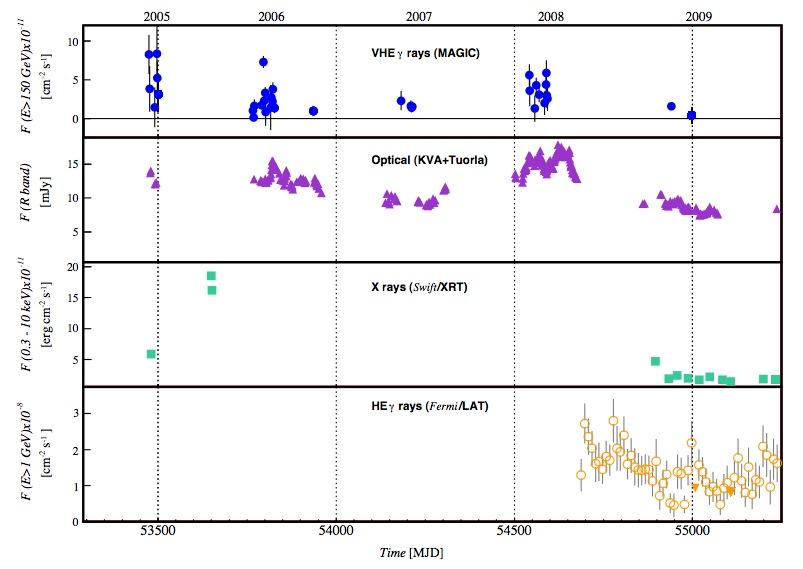 2005 2006 2007 2008 2009
F (E>150 GeV)x10⁻¹¹
[cm⁻² s⁻¹]
10
5
0
VHE γ rays (MAGIC)
F (R band)
[mJy]
15
10
5
Optical (KVA+Tuorla)
F (0.3 - 10 keV)x10⁻¹¹
[erg cm⁻² s⁻¹]
20
15
10
5
X rays (Swift/XRT)
F (E>1 GeV)x10⁻⁸
[cm⁻² s⁻¹]
3
2
1
0
HE γ rays (Fermi/LAT)
53500 54000 54500 55000
Time [MJD]